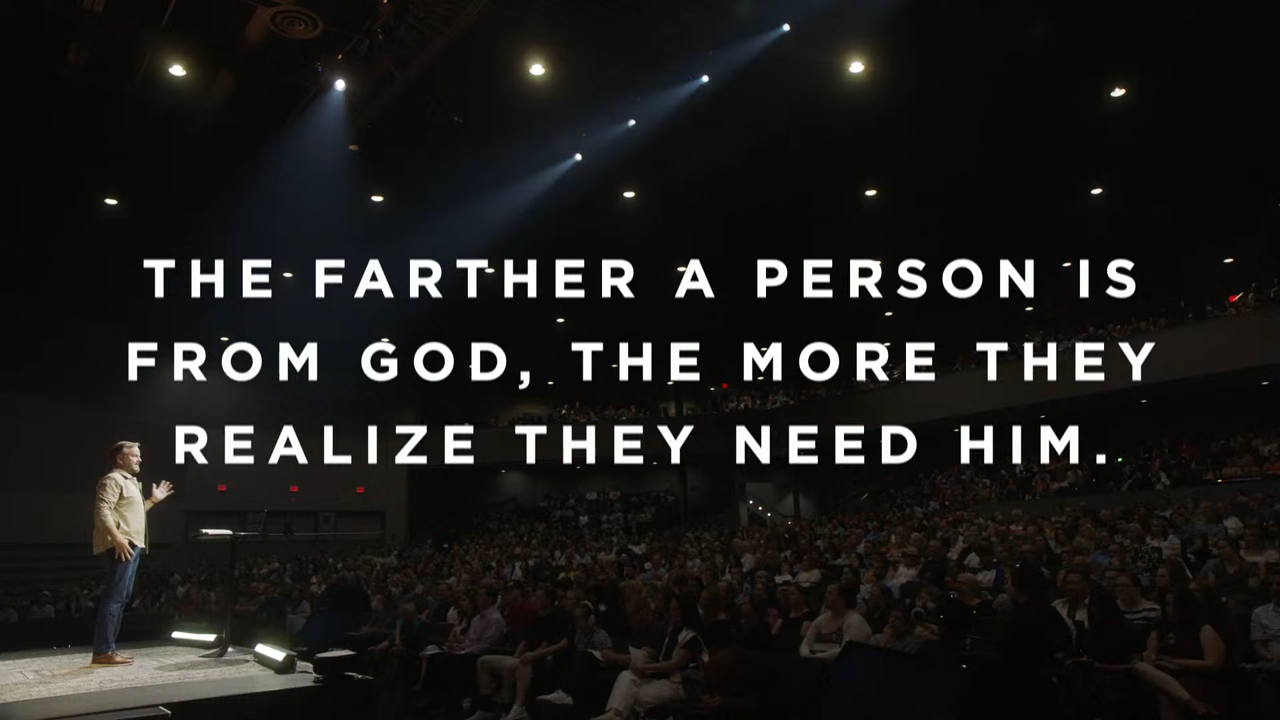 THE FARTHER A PERSON IS
FROM GOD, THE MORE THEY
REALIZE THEY NEED HIM.